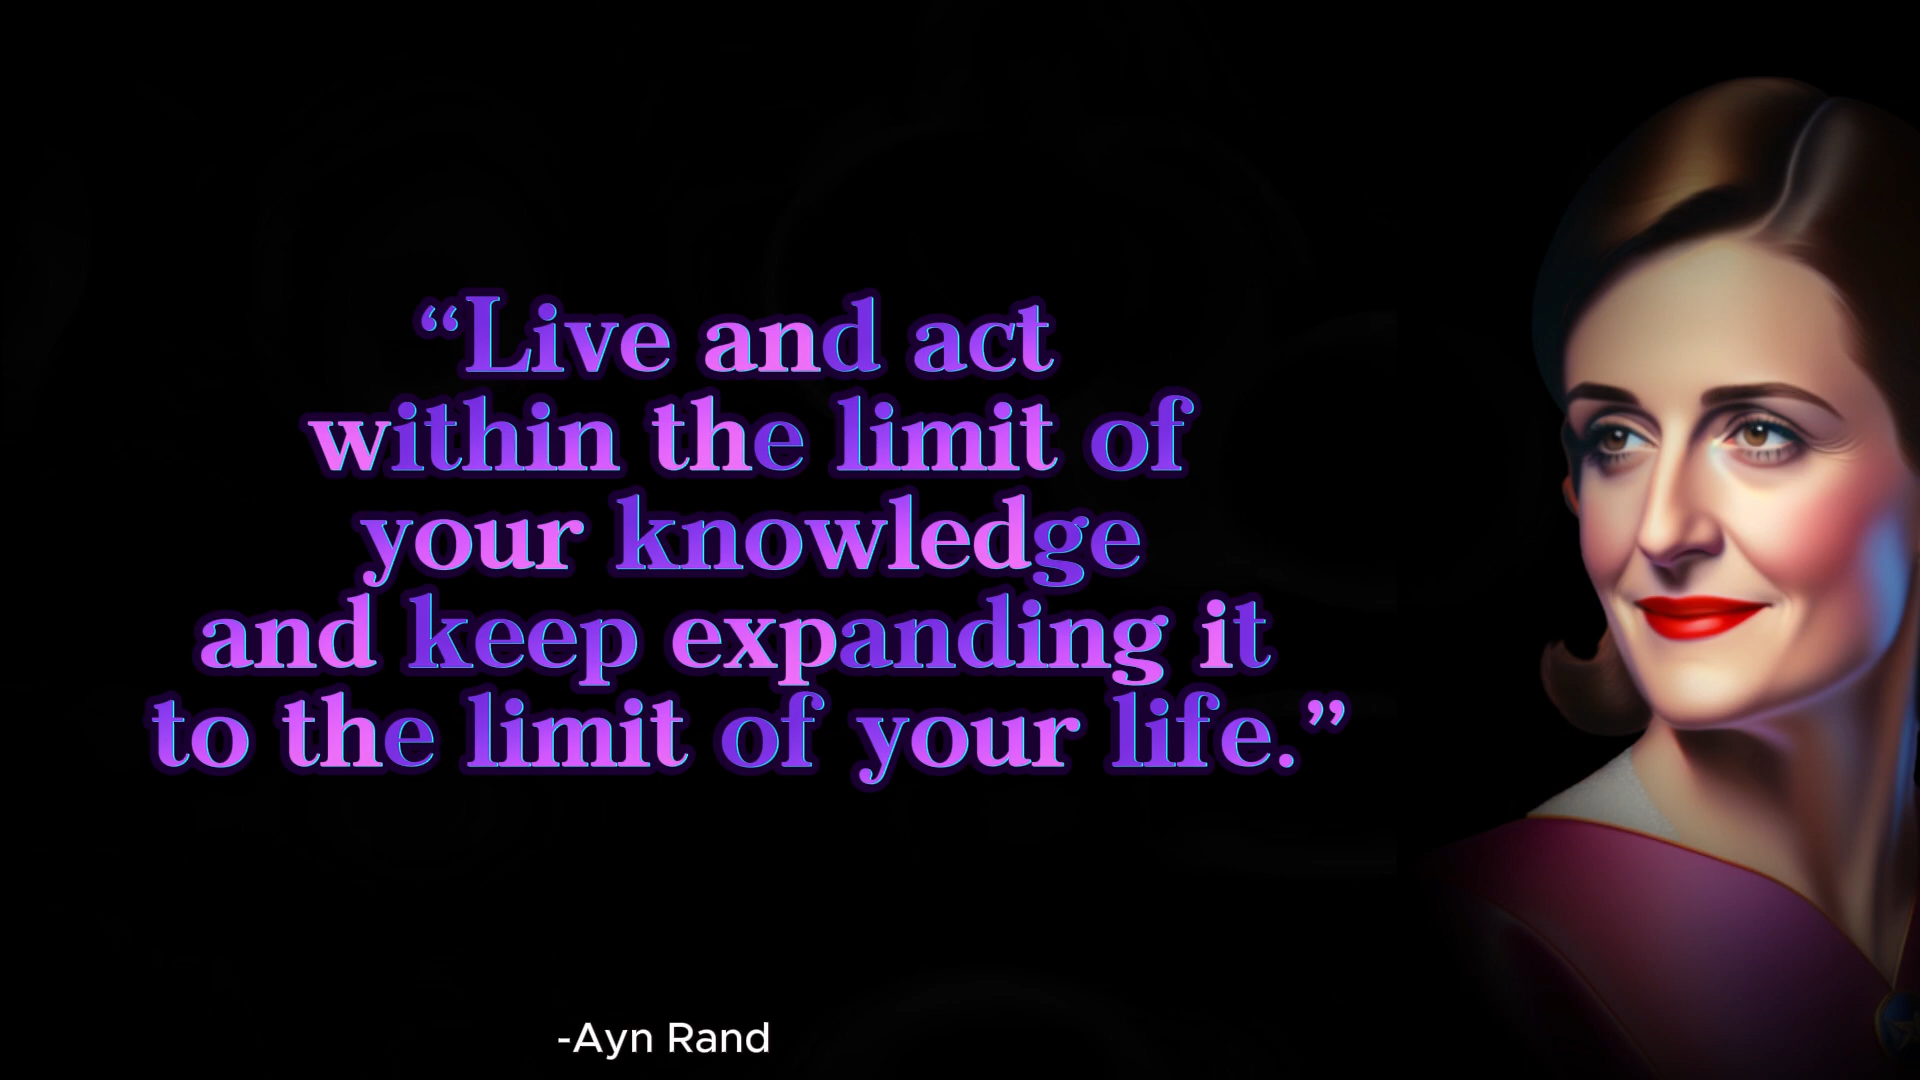 “Live and act
within the limit of
your knowledge
and keep expanding it
to the limit of your life.”
-Ayn Rand